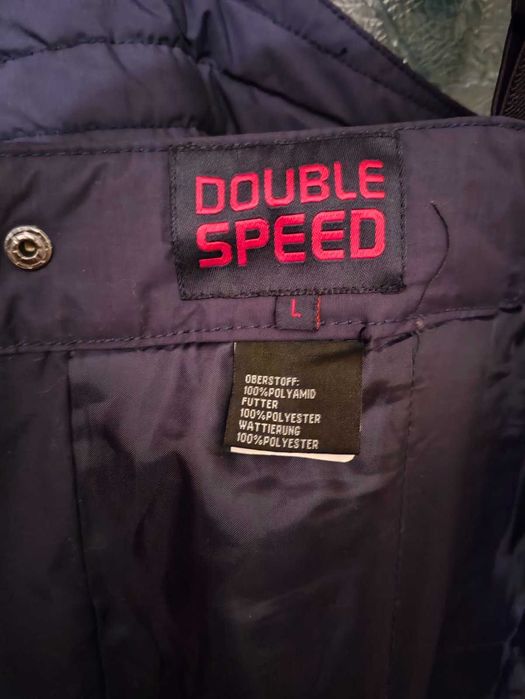 DOUBLE
SPEED
L
OBERSTOFF:
100%POLYAMID
FUTTER
100%POLYESTER
WATTIERUNG
100%POLYESTER